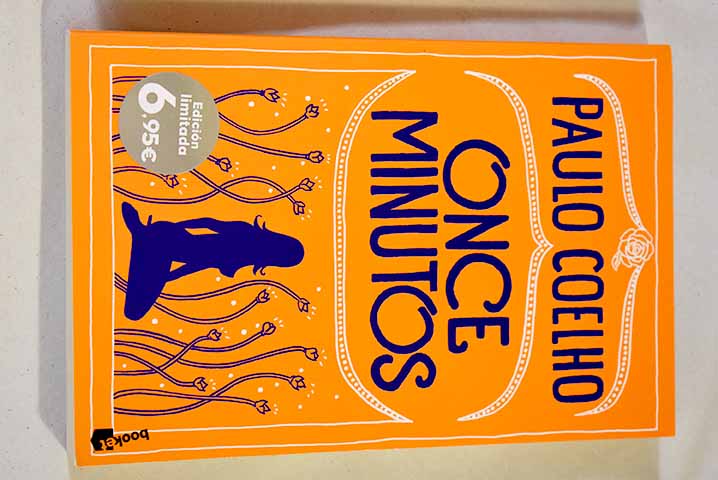 PAULO COELHO
ONCE
MINUTOS
Edición
limitada
6,95€
booket